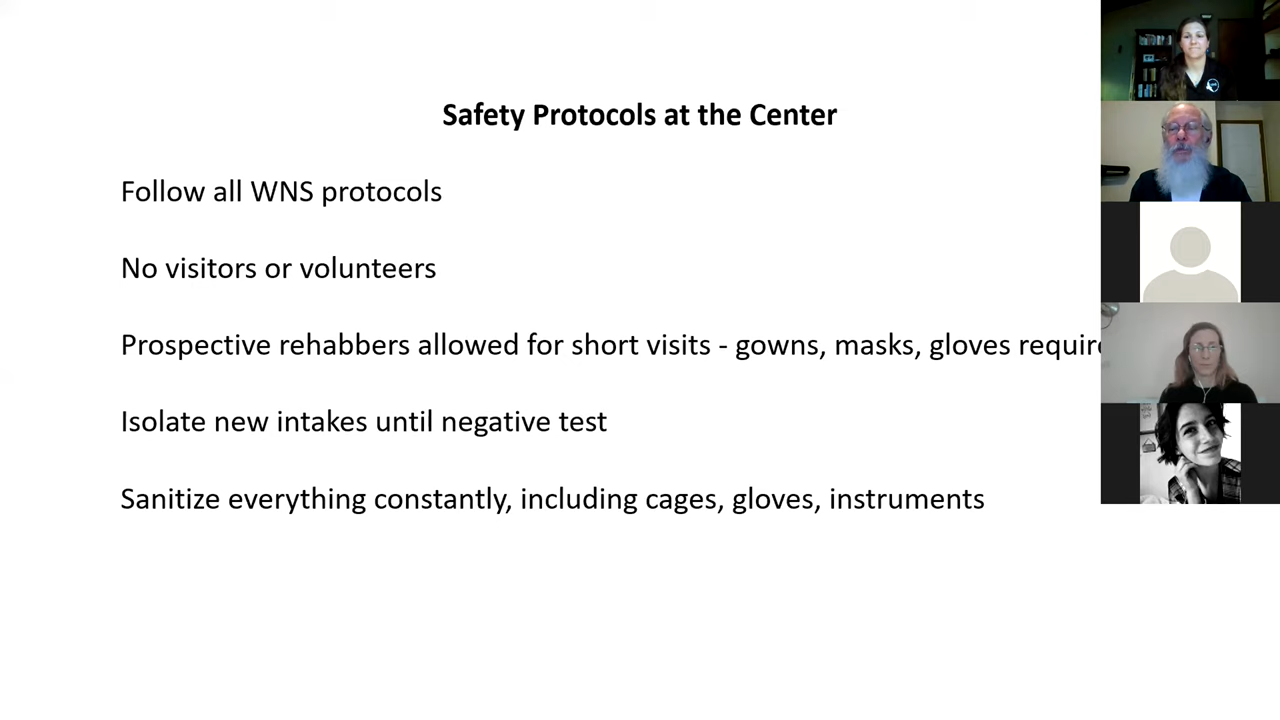 Safety Protocols at the Center
Follow all WNS protocols
No visitors or volunteers
Prospective rehabbers allowed for short visits - gowns, masks, gloves
Isolate new intakes until negative test
Sanitize everything constantly, including cages, gloves, instruments